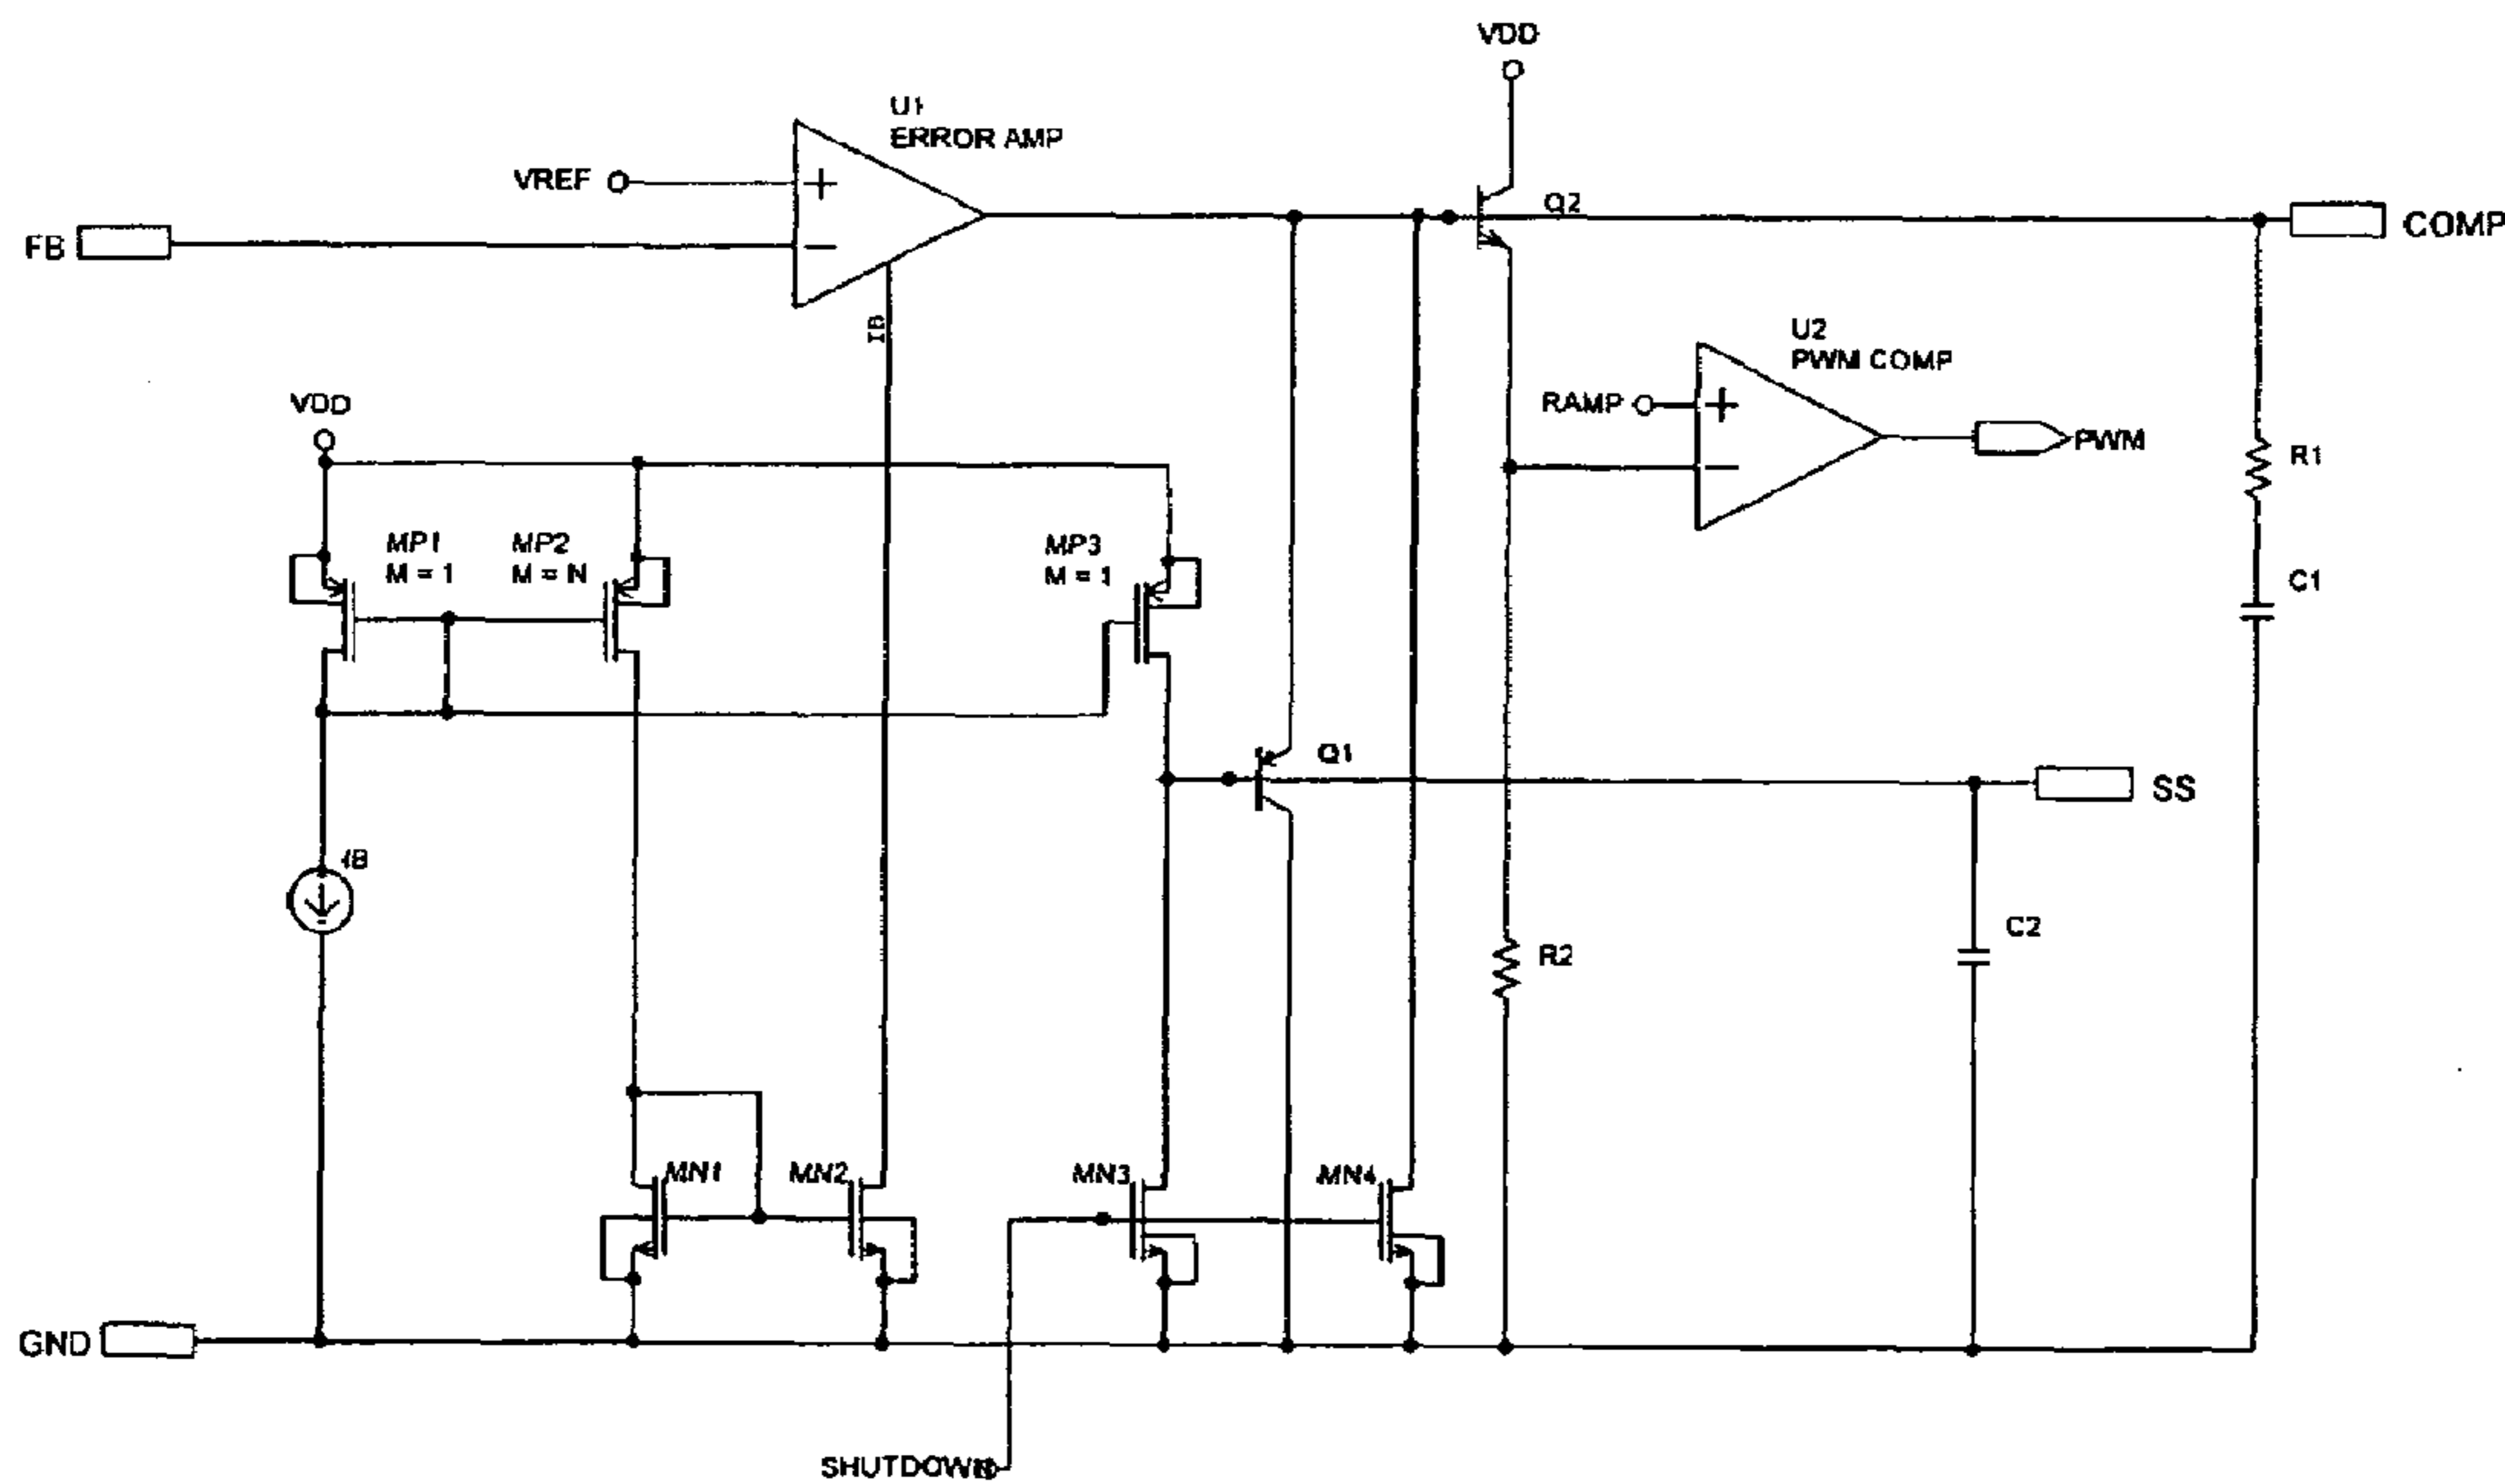 VDD
U1
ERROR AMP
VREF
Q2
FB
COMP
IB
U2
PWM COMP
VDD
RAMP
PWM
R1
MP1
M = 1
MP2
M = N
MP3
M = 1
C1
Q1
SS
IB
C2
R2
MN1
MN2
MN3
MN4
GND
SHUTDOWN